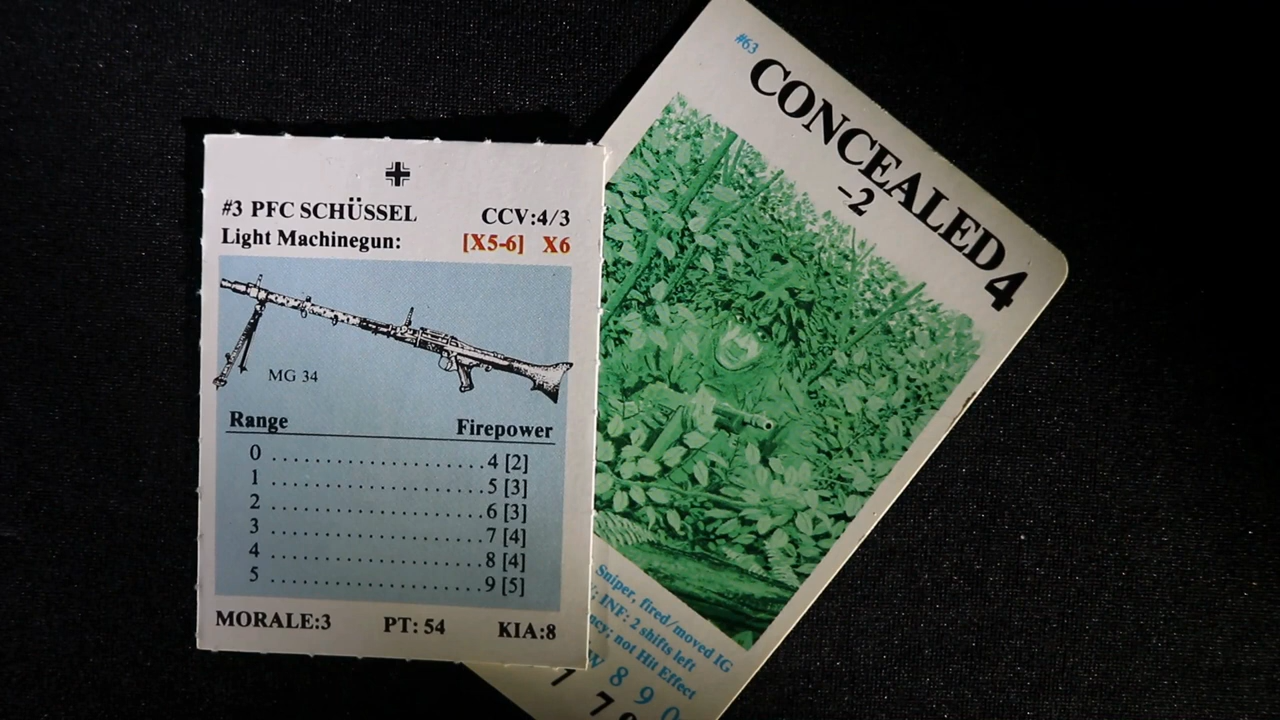 #3 PFC SCHÜSSEL CCV:4/3
Light Machinegun: [X5-6] X6
MG 34
Range Firepower
0 ....................4 [2]
1 ....................5 [3]
2 ....................6 [3]
3 ....................7 [4]
4 ....................8 [4]
5 ....................9 [5]
MORALE:3 PT: 54 KIA:8
#63
CONCEALED 4
-2
Sniper, fired/moved IG
INF: 2 shifts left
not Hit Effect
8 9 0
1 7